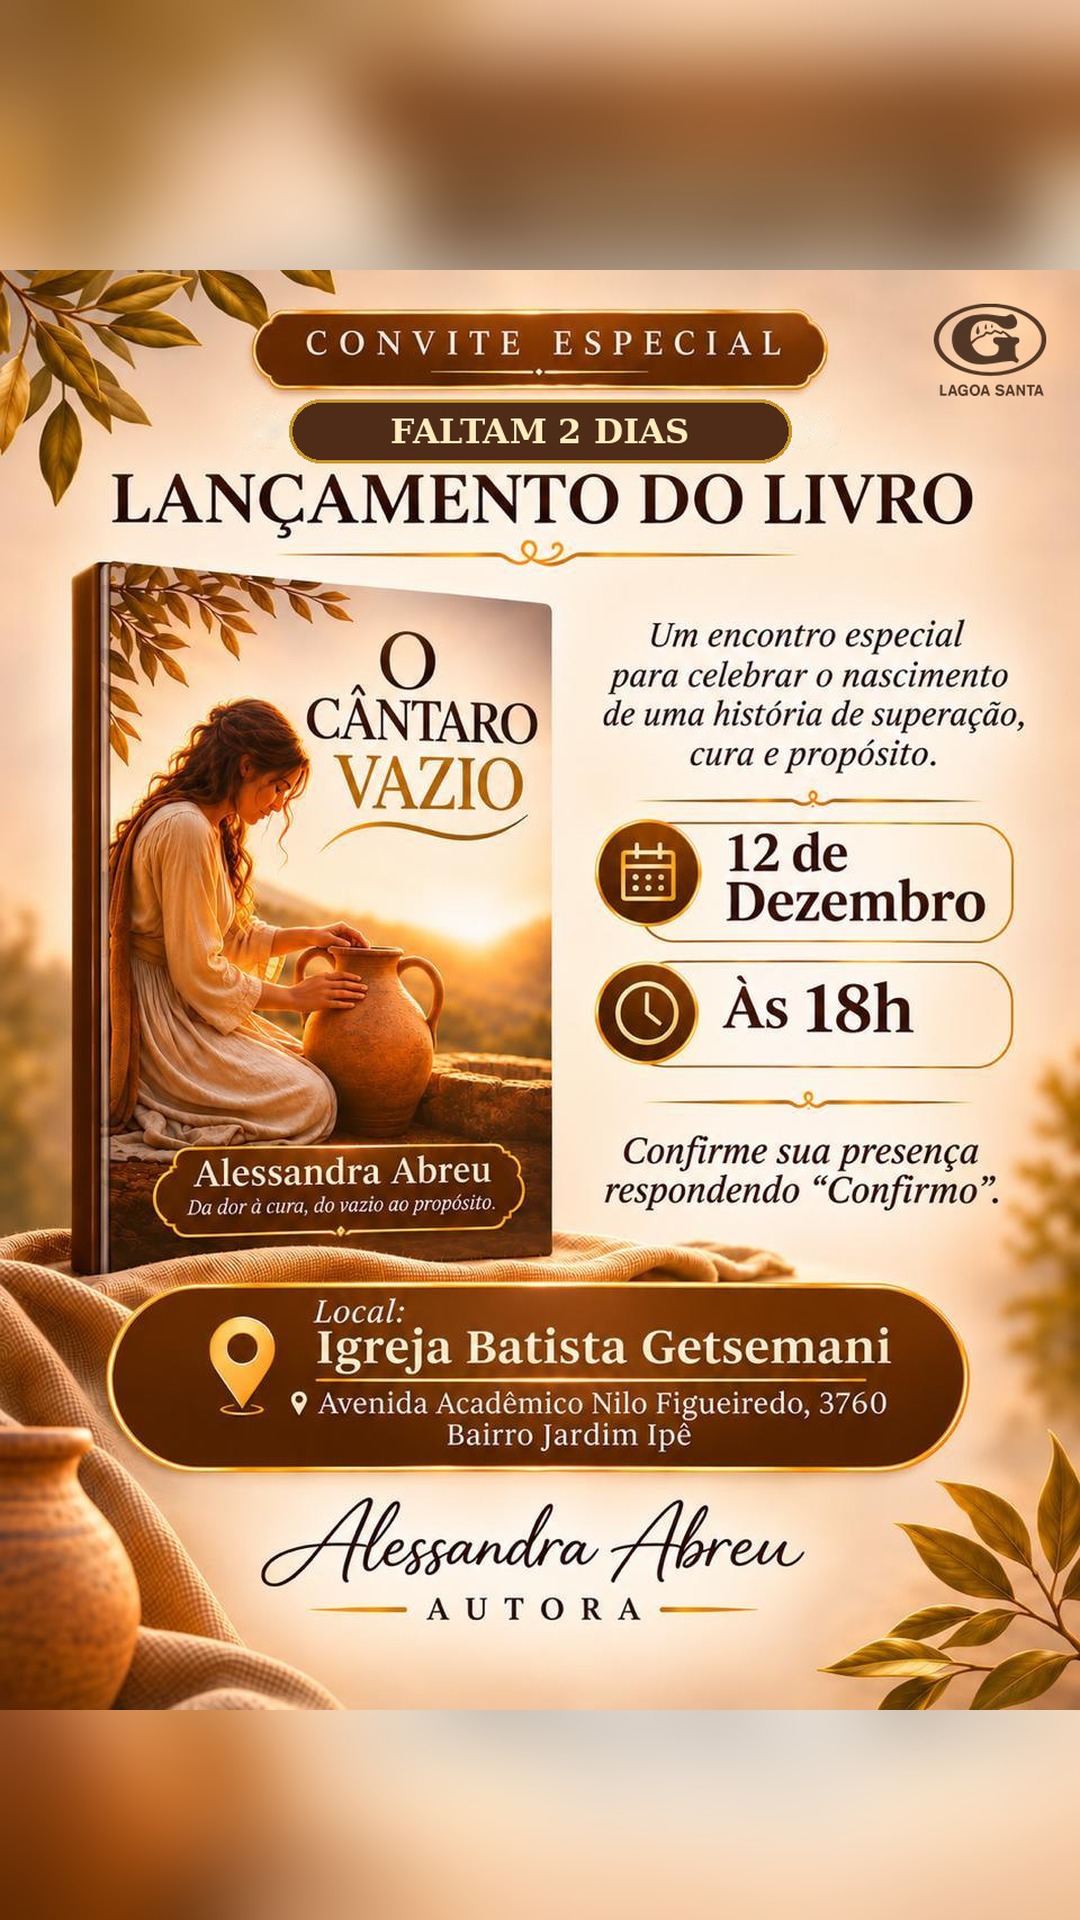 CONVITE ESPECIAL
G
LAGOA SANTA
FALTAM 2 DIAS
LANÇAMENTO DO LIVRO
O
CÂNTARO
VAZIO
Alessandra Abreu
Da dor à cura, do vazio ao propósito.
Um encontro especial
para celebrar o nascimento
de uma história de superação,
cura e propósito.
12 de
Dezembro
Às 18h
Confirme sua presença
respondendo “Confirmo”.
Local:
Igreja Batista Getsemani
Avenida Acadêmico Nilo Figueiredo, 3760
Bairro Jardim Ipê
Alessandra Abreu
AUTORA